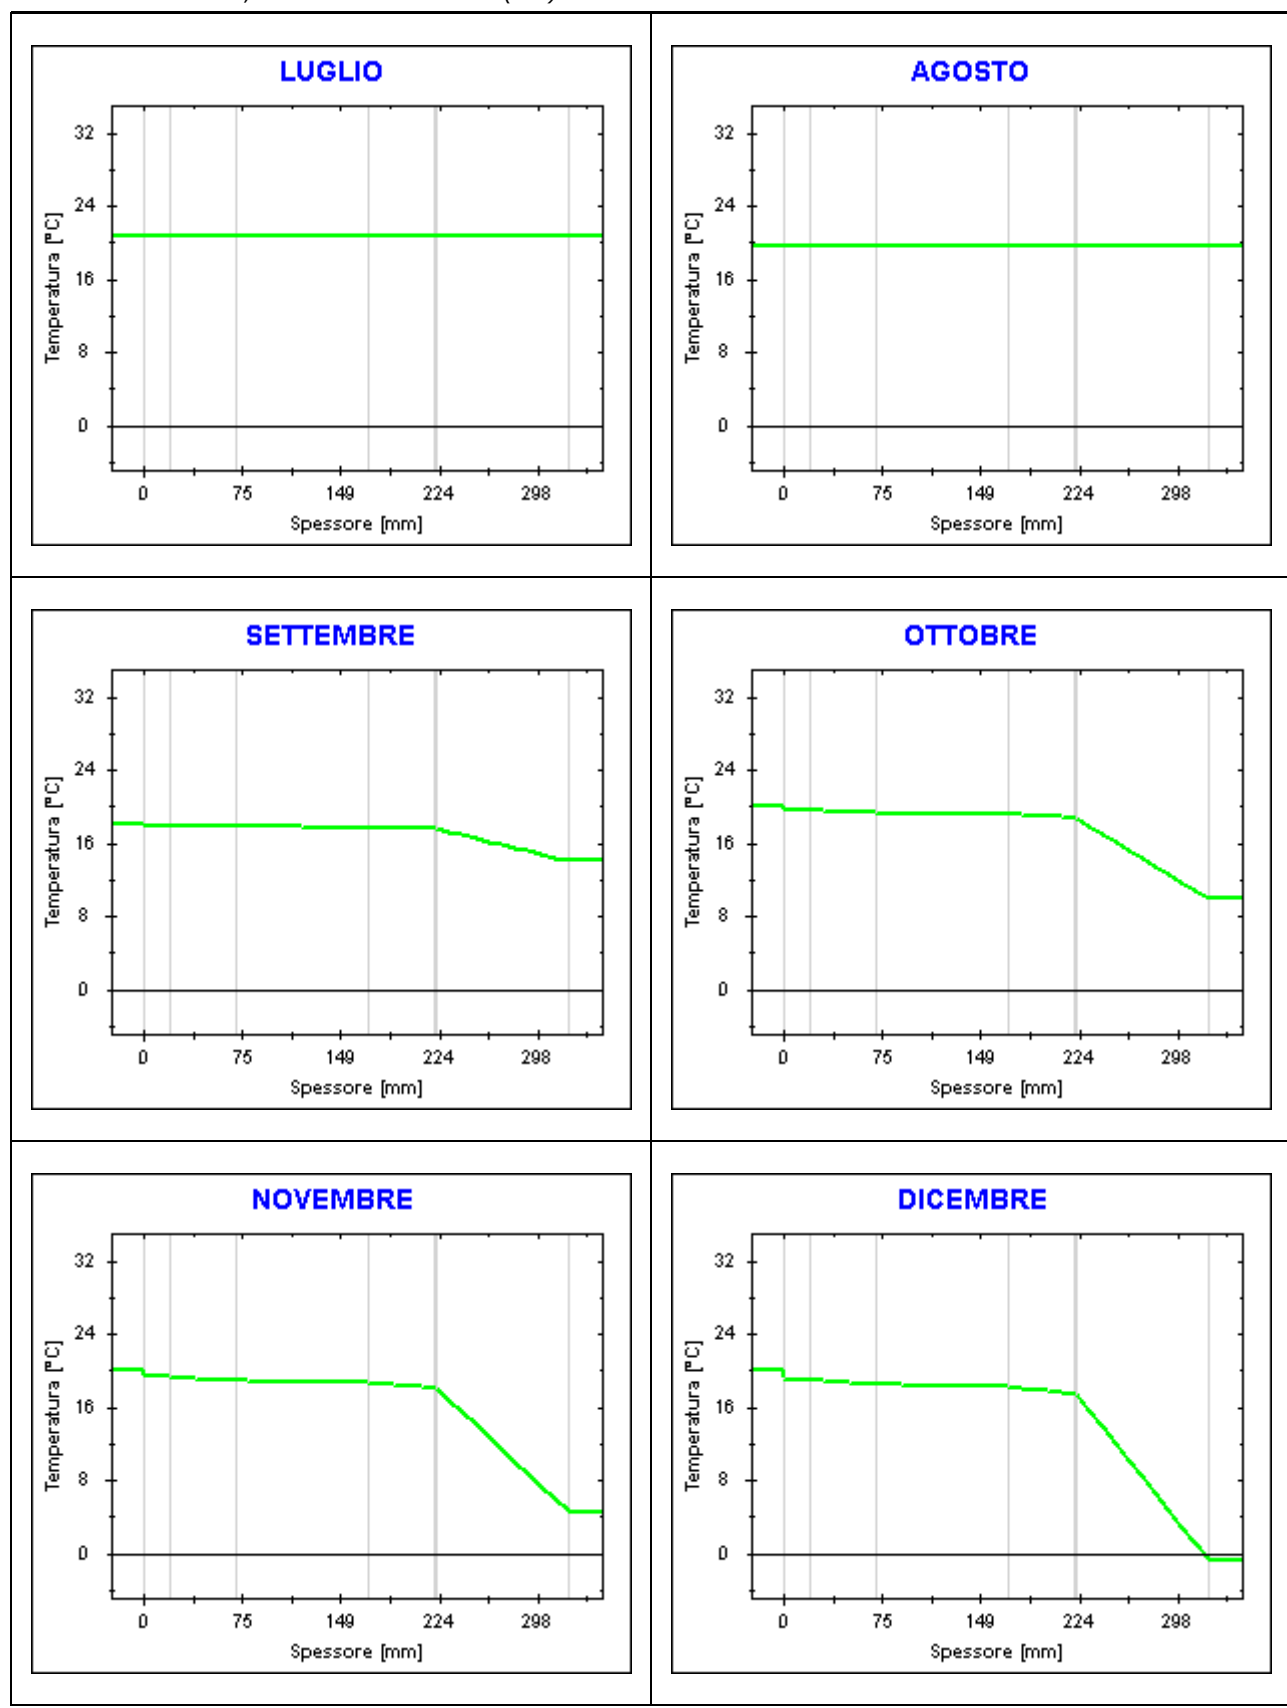 LUGLIO
32
24
16
8
0
Temperatura [°C]
0 75 149 224 298
Spessore [mm]
AGOSTO
32
24
16
8
0
Temperatura [°C]
0 75 149 224 298
Spessore [mm]
SETTEMBRE
32
24
16
8
0
Temperatura [°C]
0 75 149 224 298
Spessore [mm]
OTTOBRE
32
24
16
8
0
Temperatura [°C]
0 75 149 224 298
Spessore [mm]
NOVEMBRE
32
24
16
8
0
Temperatura [°C]
0 75 149 224 298
Spessore [mm]
DICEMBRE
32
24
16
8
0
Temperatura [°C]
0 75 149 224 298
Spessore [mm]